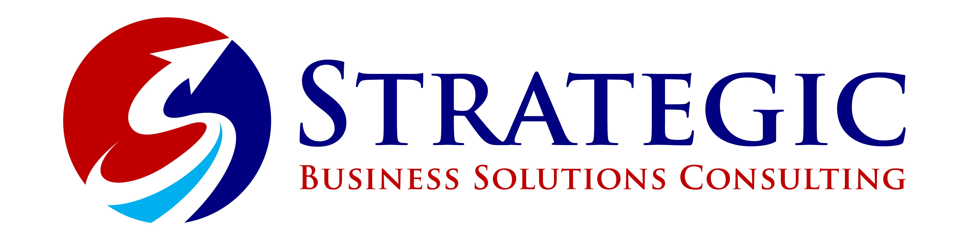 STRATEGIC
BUSINESS SOLUTIONS CONSULTING